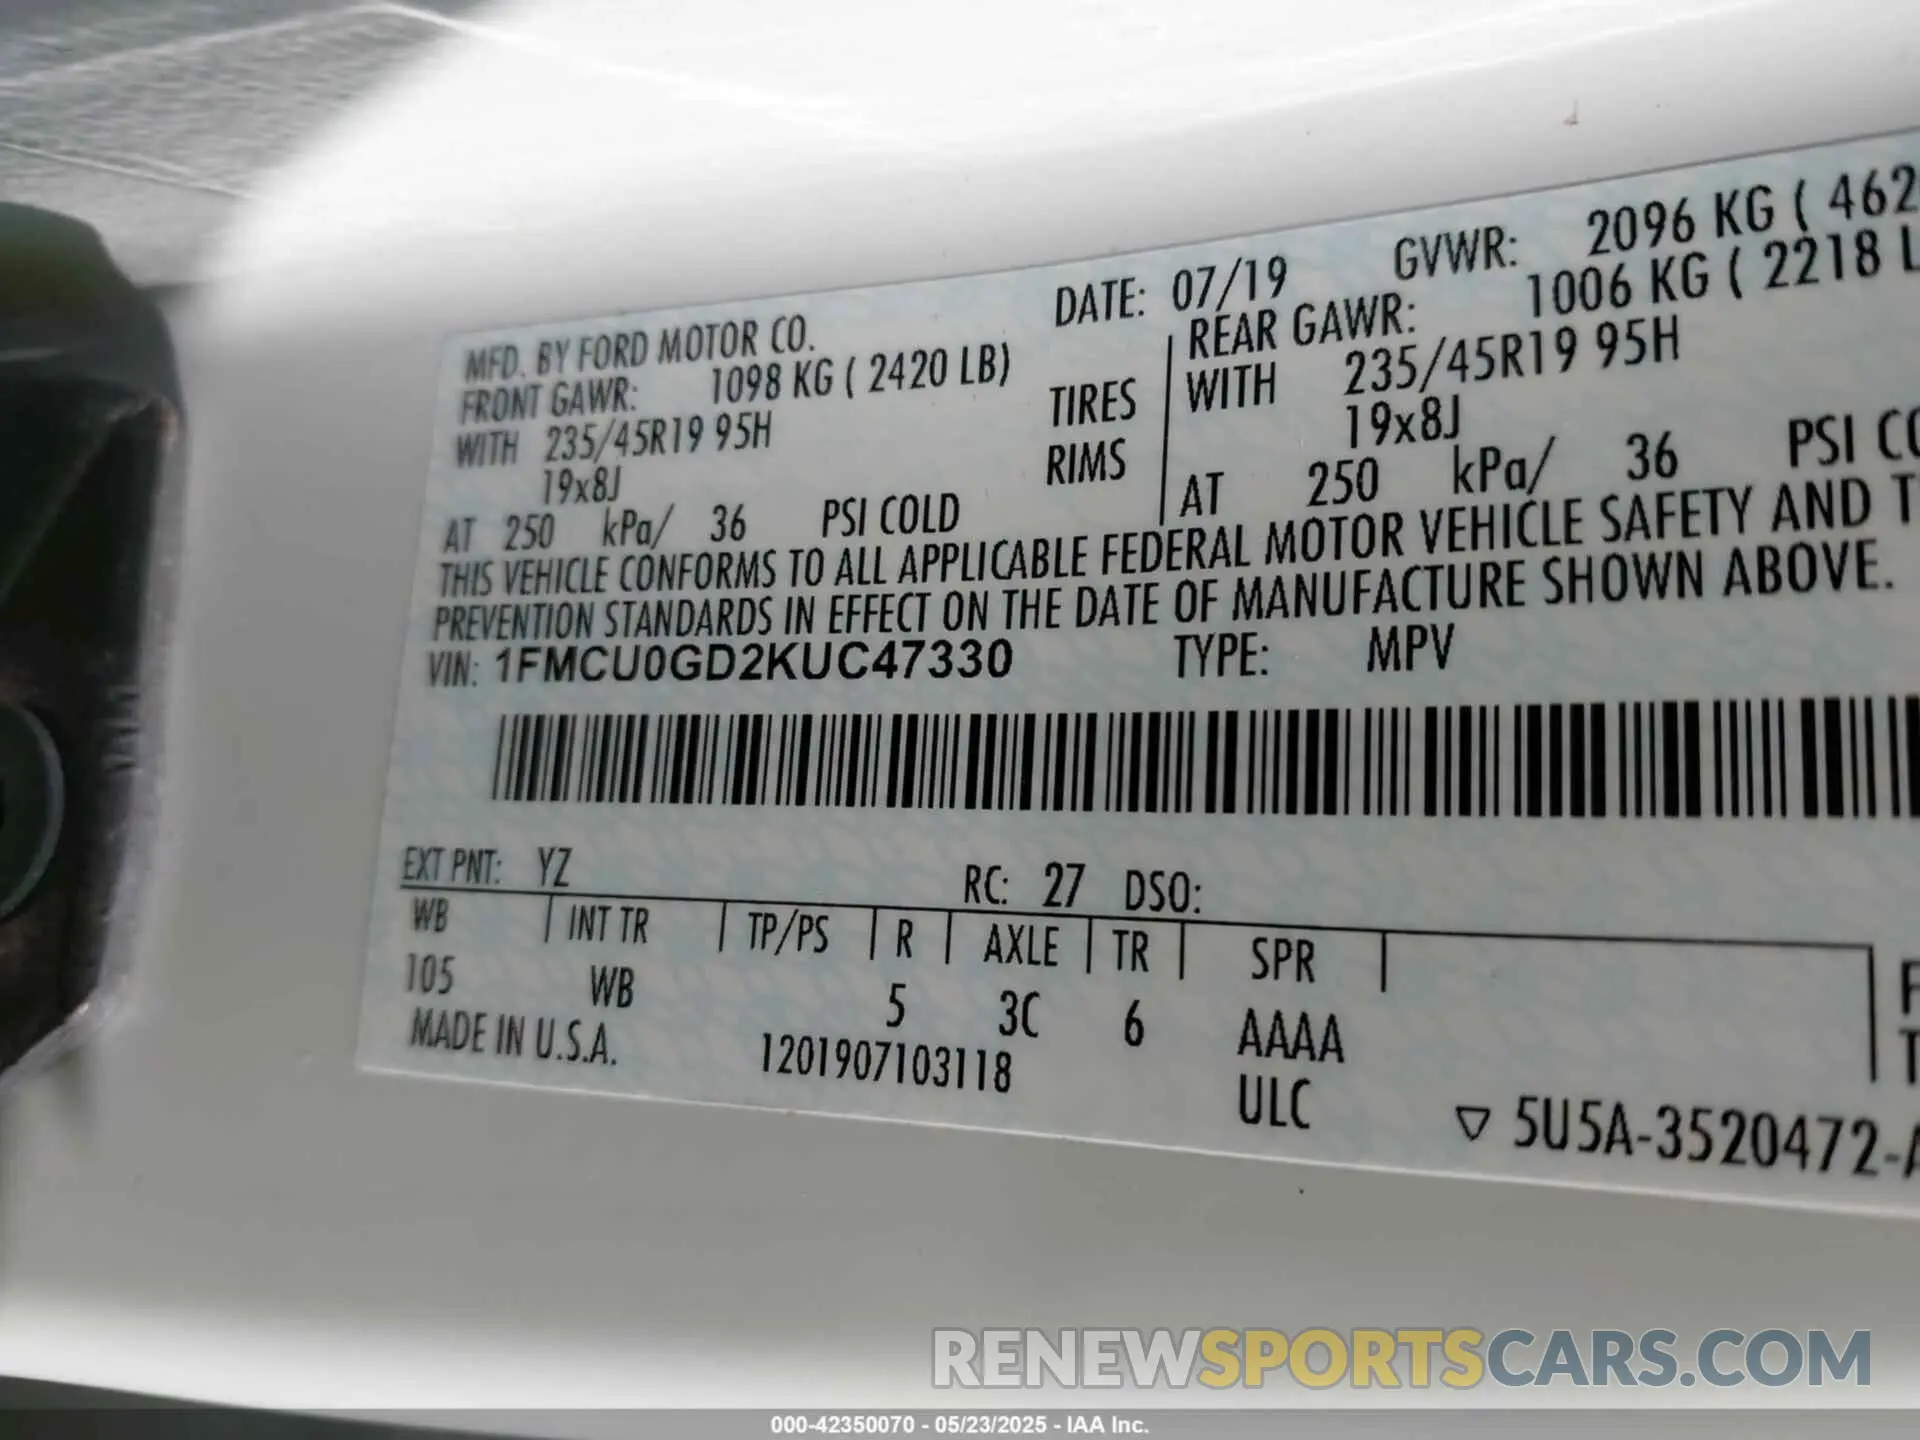 MFD. BY FORD MOTOR CO. DATE: 07/19 GVWR: 2096 KG ( 462
FRONT GAWR: 1098 KG ( 2420 LB) REAR GAWR: 1006 KG ( 2218 L
WITH 235/45R19 95H TIRES WITH 235/45R19 95H
19x8J RIMS 19x8J
AT 250 kPa/ 36 PSI COLD AT 250 kPa/ 36 PSI CO
THIS VEHICLE CONFORMS TO ALL APPLICABLE FEDERAL MOTOR VEHICLE SAFETY AND T
PREVENTION STANDARDS IN EFFECT ON THE DATE OF MANUFACTURE SHOWN ABOVE.
VIN: 1FMCU0GD2KUC47330 TYPE: MPV
EXT PNT: YZ RC: 27 DSO:
WB INT TR TP/PS R AXLE TR SPR
105 WB 5 3C 6 AAAA
MADE IN U.S.A. 1201907103118 ULC
▽ 5U5A-3520472-A
RENEWSPORTSCARS.COM
000-42350070 - 05/23/2025 - IAA Inc.